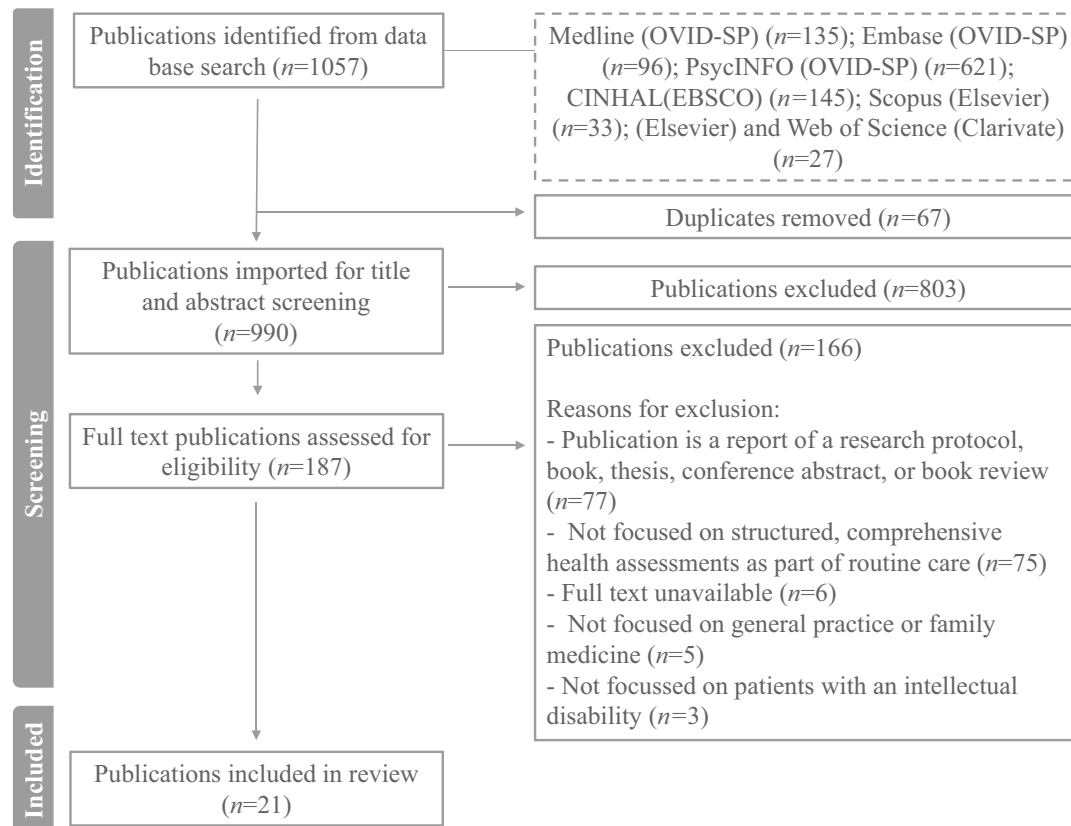 Identification
Publications identified from data
base search (n=1057)
Medline (OVID-SP) (n=135); Embase (OVID-SP)
(n=96); PsycINFO (OVID-SP) (n=621);
CINHAL(EBSCO) (n=145); Scopus (Elsevier)
(n=33); (Elsevier) and Web of Science (Clarivate)
(n=27)
Duplicates removed (n=67)
Screening
Publications imported for title
and abstract screening
(n=990)
Publications excluded (n=803)
Full text publications assessed for
eligibility (n=187)
Publications excluded (n=166)
Reasons for exclusion:
- Publication is a report of a research protocol,
book, thesis, conference abstract, or book review
(n=77)
- Not focused on structured, comprehensive
health assessments as part of routine care (n=75)
- Full text unavailable (n=6)
- Not focused on general practice or family
medicine (n=5)
- Not focussed on patients with an intellectual
disability (n=3)
Included
Publications included in review
(n=21)